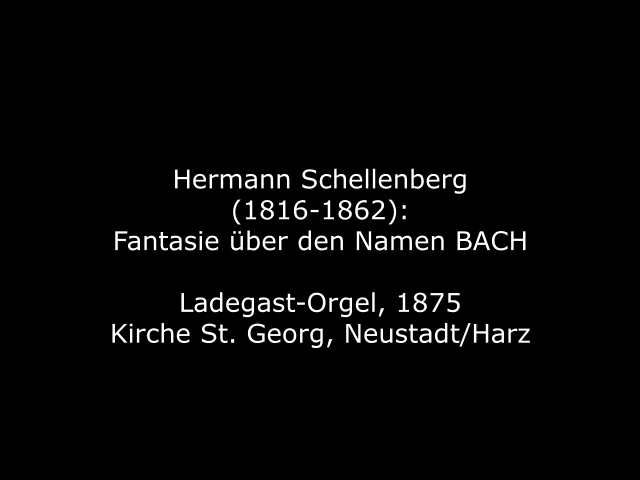 Hermann Schellenberg
(1816-1862):
Fantasie über den Namen BACH
Ladegast-Orgel, 1875
Kirche St. Georg, Neustadt/Harz